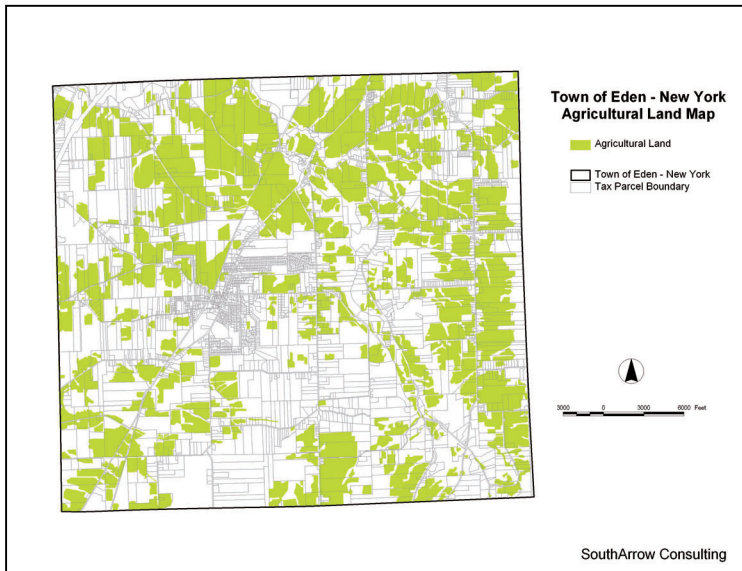 Town of Eden - New York
Agricultural Land Map
Agricultural Land
Town of Eden - New York
Tax Parcel Boundary
3000 0 3000 6000 Feet
SouthArrow Consulting